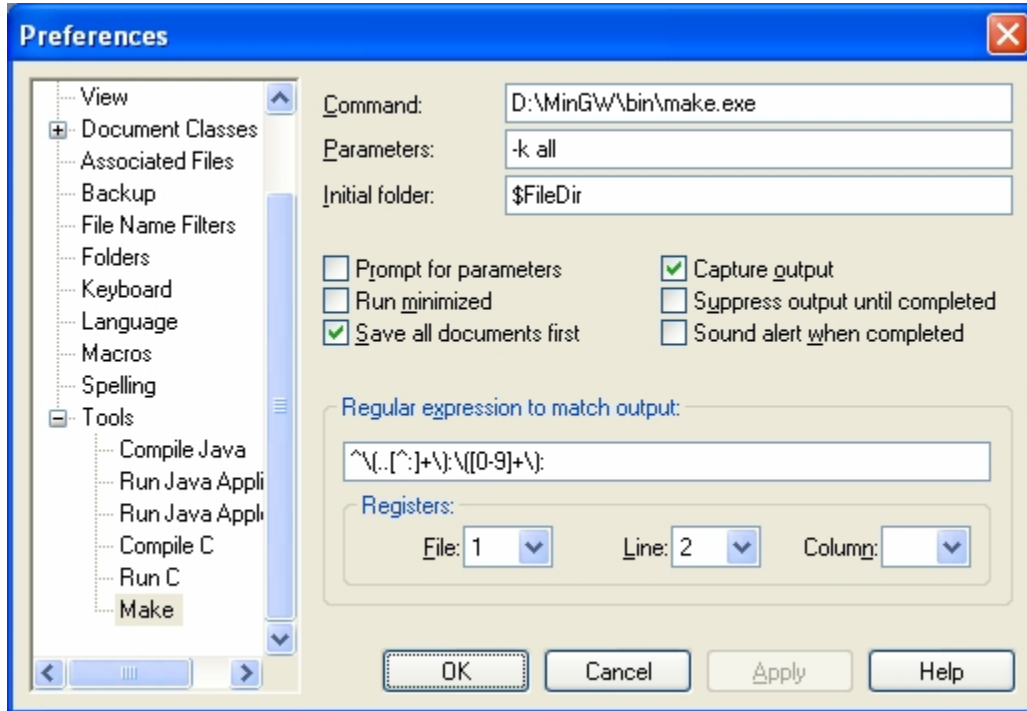 Preferences
View
Document Classes
Associated Files
Backup
File Name Filters
Folders
Keyboard
Language
Macros
Spelling
Tools
Compile Java
Run Java Appli
Run Java Apple
Compile C
Run C
Make
Command: D:\MinGW\bin\make.exe
Parameters: -k all
Initial folder: $FileDir
Prompt for parameters
Run minimized
Save all documents first
Capture output
Suppress output until completed
Sound alert when completed
Regular expression to match output:
^\(..[^:]+\):\([0-9]+\):
Registers:
File: 1 Line: 2 Column:
OK Cancel Apply Help